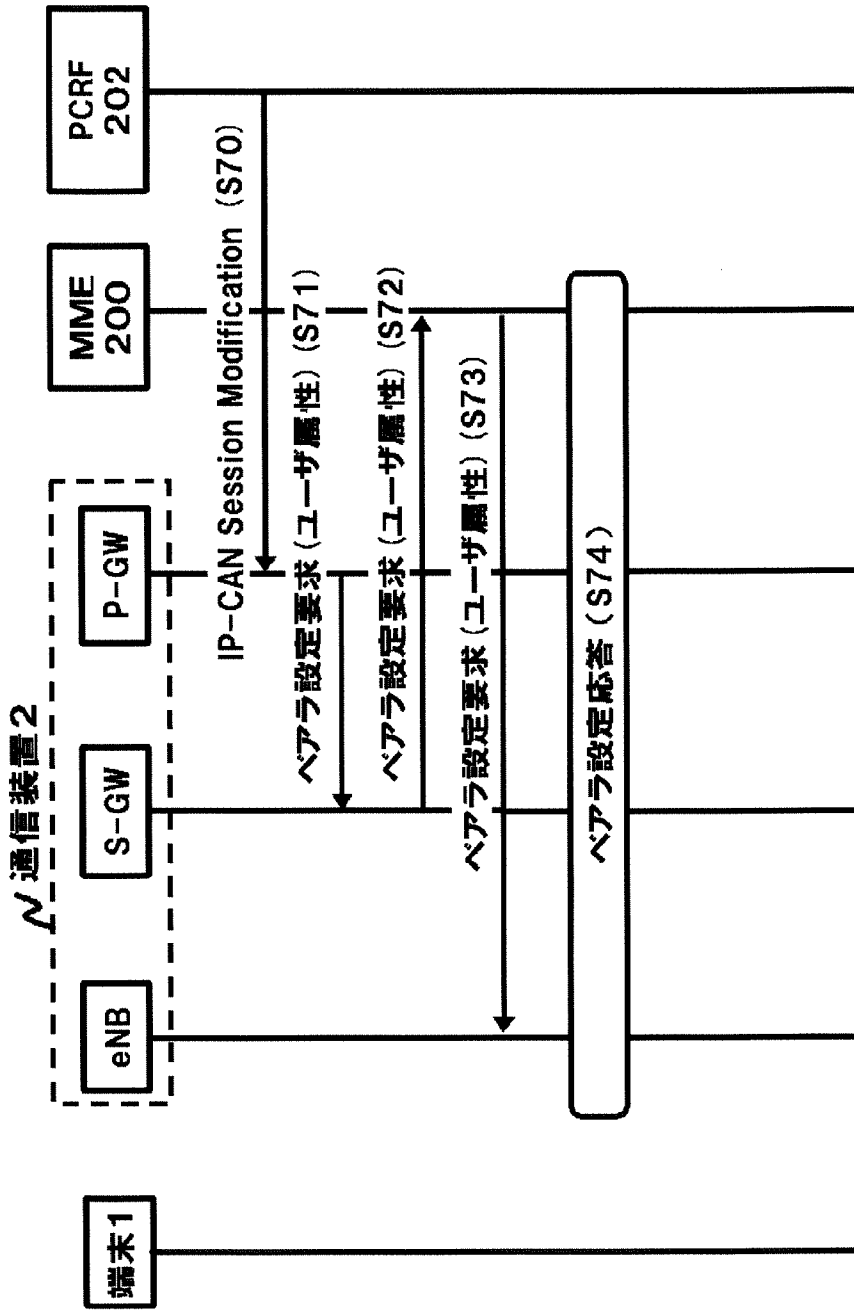 通信装置2
端末1
eNB
S-GW
P-GW
MME
200
PCRF
202
IP-CAN Session Modification (S70)
ベアラ設定要求(ユーザ属性)(S71)
ベアラ設定要求(ユーザ属性)(S72)
ベアラ設定要求(ユーザ属性)(S73)
ベアラ設定応答(S74)